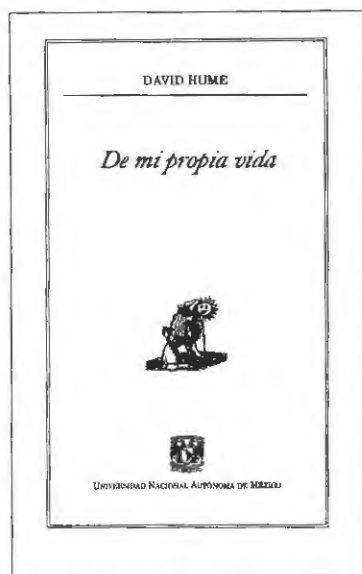 DAVID HUME
De mi propia vida
UNIVERSIDAD NACIONAL AUTÓNOMA DE MÉXICO